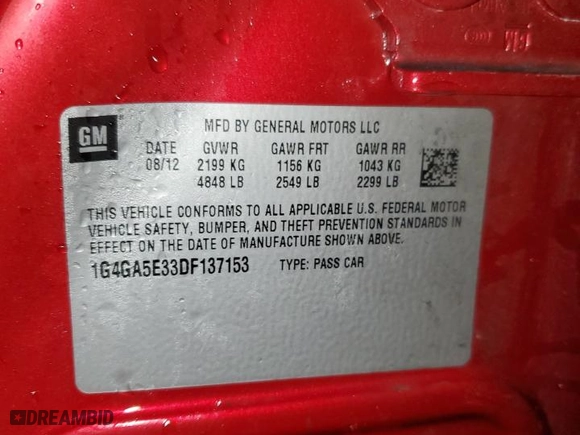 GM
MFD BY GENERAL MOTORS LLC
DATE GVWR GAWR FRT GAWR RR
08/12 2199 KG 1156 KG 1043 KG
4848 LB 2549 LB 2299 LB
THIS VEHICLE CONFORMS TO ALL APPLICABLE U.S. FEDERAL MOTOR
VEHICLE SAFETY, BUMPER, AND THEFT PREVENTION STANDARDS IN
EFFECT ON THE DATE OF MANUFACTURE SHOWN ABOVE.
1G4GA5E33DF137153 TYPE: PASS CAR
DREAMBID